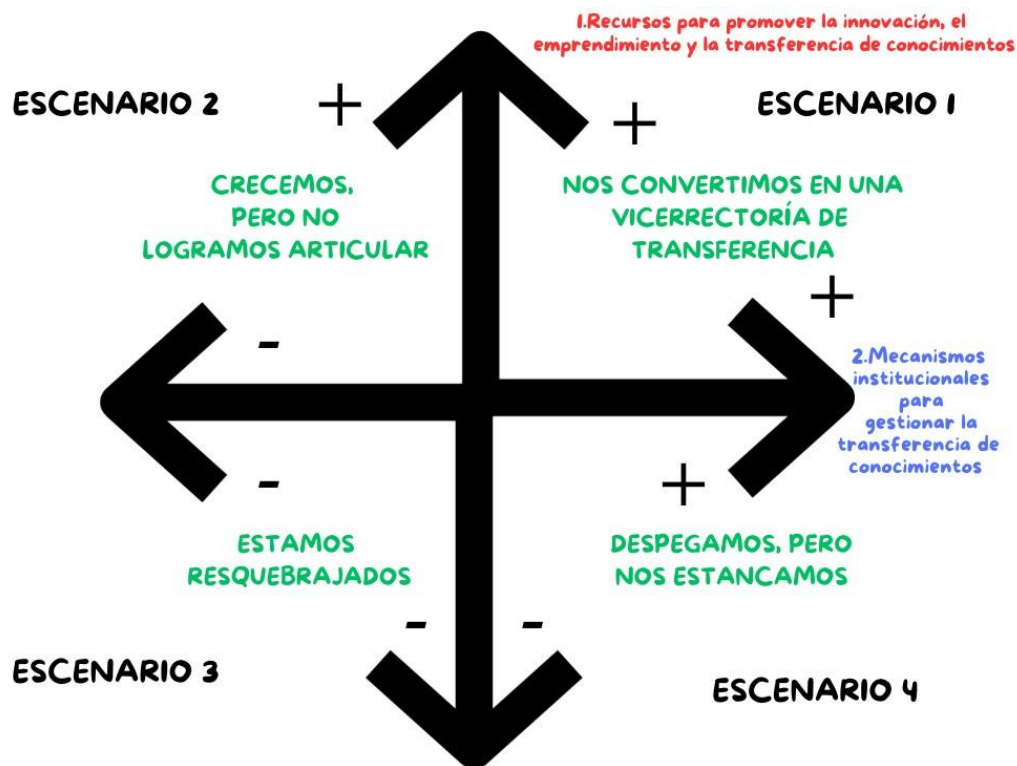 1.Recursos para promover la innovación, el
emprendimiento y la transferencia de conocimientos
ESCENARIO 2
+
+
ESCENARIO 1
CRECEMOS,
PERO NO
LOGRAMOS ARTICULAR
NOS CONVERTIMOS EN UNA
VICERRECTORÍA DE
TRANSFERENCIA
+
-
2.Mecanismos
institucionales
para
gestionar la
transferencia de
conocimientos
-
+
ESTAMOS
RESQUEBRAJADOS
DESPEGAMOS, PERO
NOS ESTANCAMOS
-
-
ESCENARIO 3
ESCENARIO 4